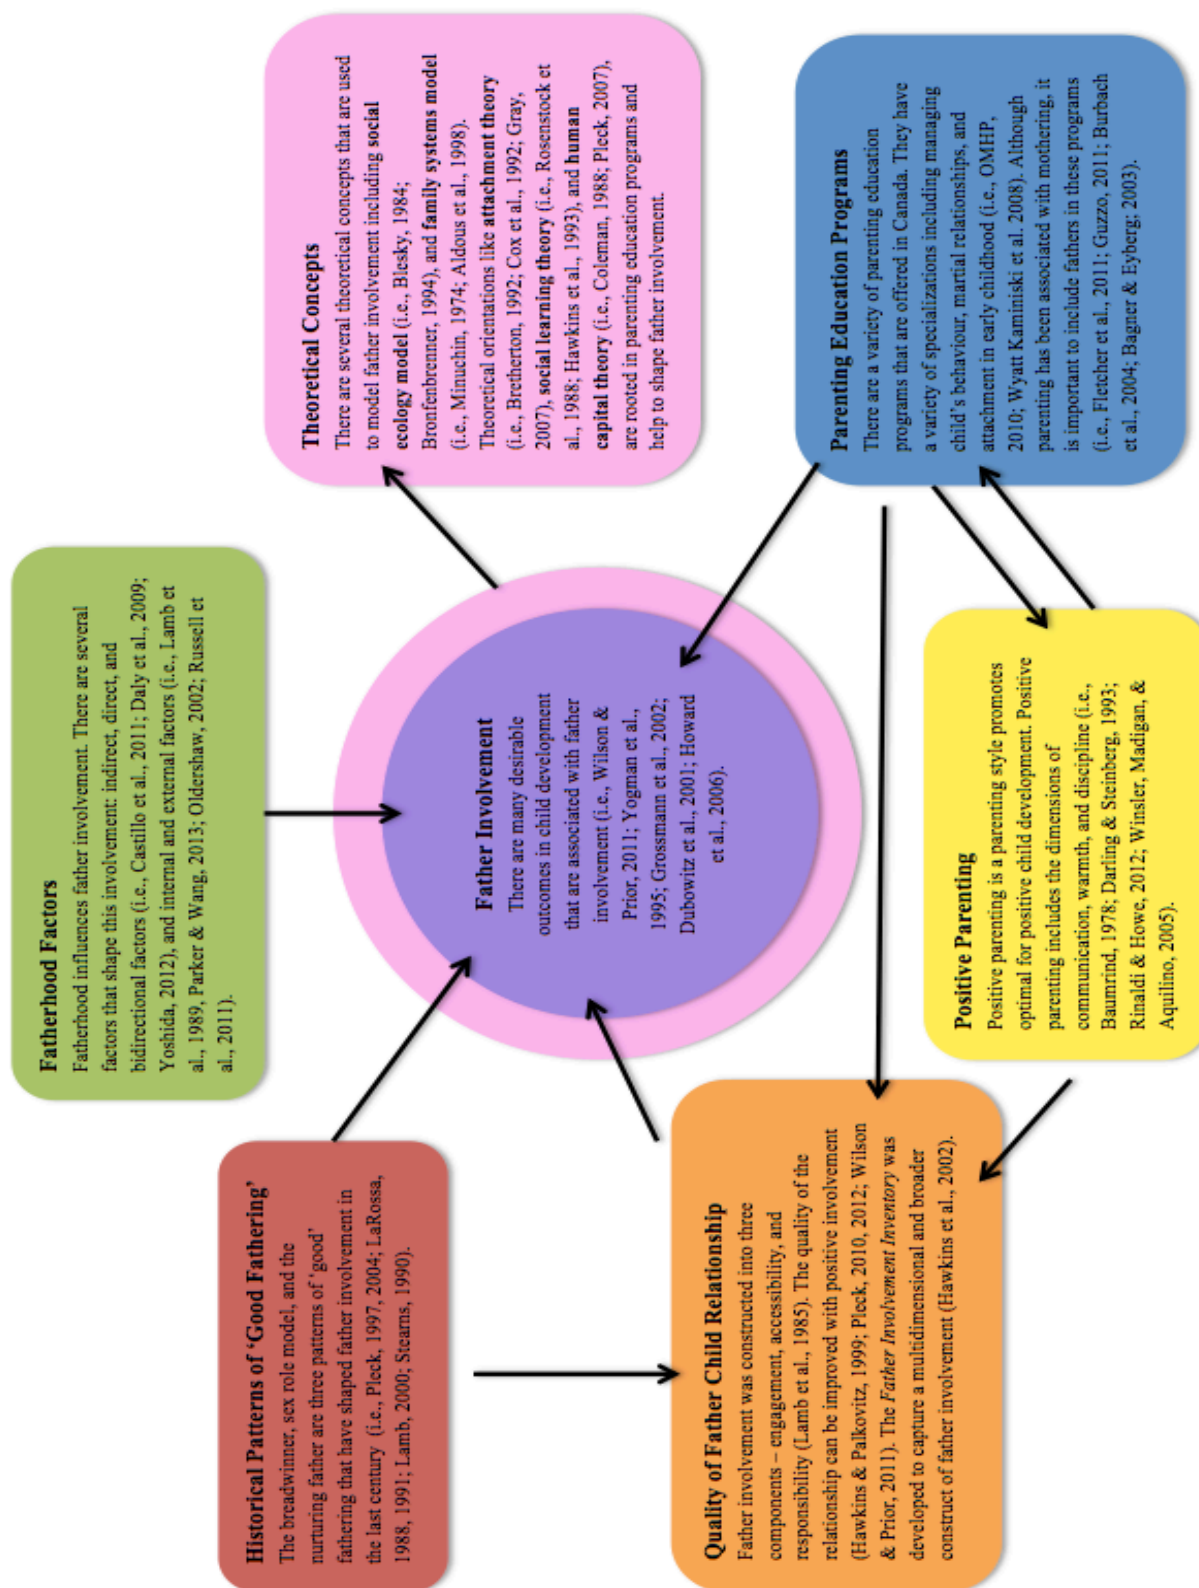 Historical Patterns of ‘Good Fathering’
The breadwinner, sex role model, and the
nurturing father are three patterns of ‘good’
fathering that have shaped father involvement in
the last century (i.e., Pleck, 1997, 2004; LaRossa,
1988, 1991; Lamb, 2000; Stearns, 1990).
Fatherhood Factors
Fatherhood influences father involvement. There are several
factors that shape this involvement: indirect, direct, and
bidirectional factors (i.e., Castillo et al., 2011; Daly et al., 2009;
Yoshida, 2012), and internal and external factors (i.e., Lamb et
al., 1989, Parker & Wang, 2013; Oldershaw, 2002; Russell et
al., 2011).
Theoretical Concepts
There are several theoretical concepts that are used
to model father involvement including social
ecology model (i.e., Blesky, 1984;
Bronfenbrenner, 1994), and family systems model
(i.e., Minuchin, 1974; Aldous et al., 1998).
Theoretical orientations like attachment theory
(i.e., Bretherton, 1992; Cox et al., 1992; Gray,
2007), social learning theory (i.e., Rosenstock et
al., 1988; Hawkins et al., 1993), and human
capital theory (i.e., Coleman, 1988; Pleck, 2007),
are rooted in parenting education programs and
help to shape father involvement.
Father Involvement
There are many desirable
outcomes in child development
that are associated with father
involvement (i.e., Wilson &
Prior, 2011; Yogman et al.,
1995; Grossmann et al., 2002;
Dubowitz et al., 2001; Howard
et al., 2006).
Quality of Father Child Relationship
Father involvement was constructed into three
components – engagement, accessibility, and
responsibility (Lamb et al., 1985). The quality of the
relationship can be improved with positive involvement
(Hawkins & Palkovitz, 1999; Pleck, 2010, 2012; Wilson
& Prior, 2011). The Father Involvement Inventory was
developed to capture a multidimensional and broader
construct of father involvement (Hawkins et al., 2002).
Positive Parenting
Positive parenting is a parenting style promotes
optimal for positive child development. Positive
parenting includes the dimensions of
communication, warmth, and discipline (i.e.,
Baumrind, 1978; Darling & Steinberg, 1993;
Rinaldi & Howe, 2012; Winsler, Madigan, &
Aquilino, 2005).
Parenting Education Programs
There are a variety of parenting education
programs that are offered in Canada. They have
a variety of specializations including managing
child’s behaviour, martial relationships, and
attachment in early childhood (i.e., OMHP,
2010; Wyatt Kaminiski et al. 2008). Although
parenting has been associated with mothering, it
is important to include fathers in these programs
(i.e., Fletcher et al., 2011; Guzzo, 2011; Burbach
et al., 2004; Bagner & Eyberg; 2003).